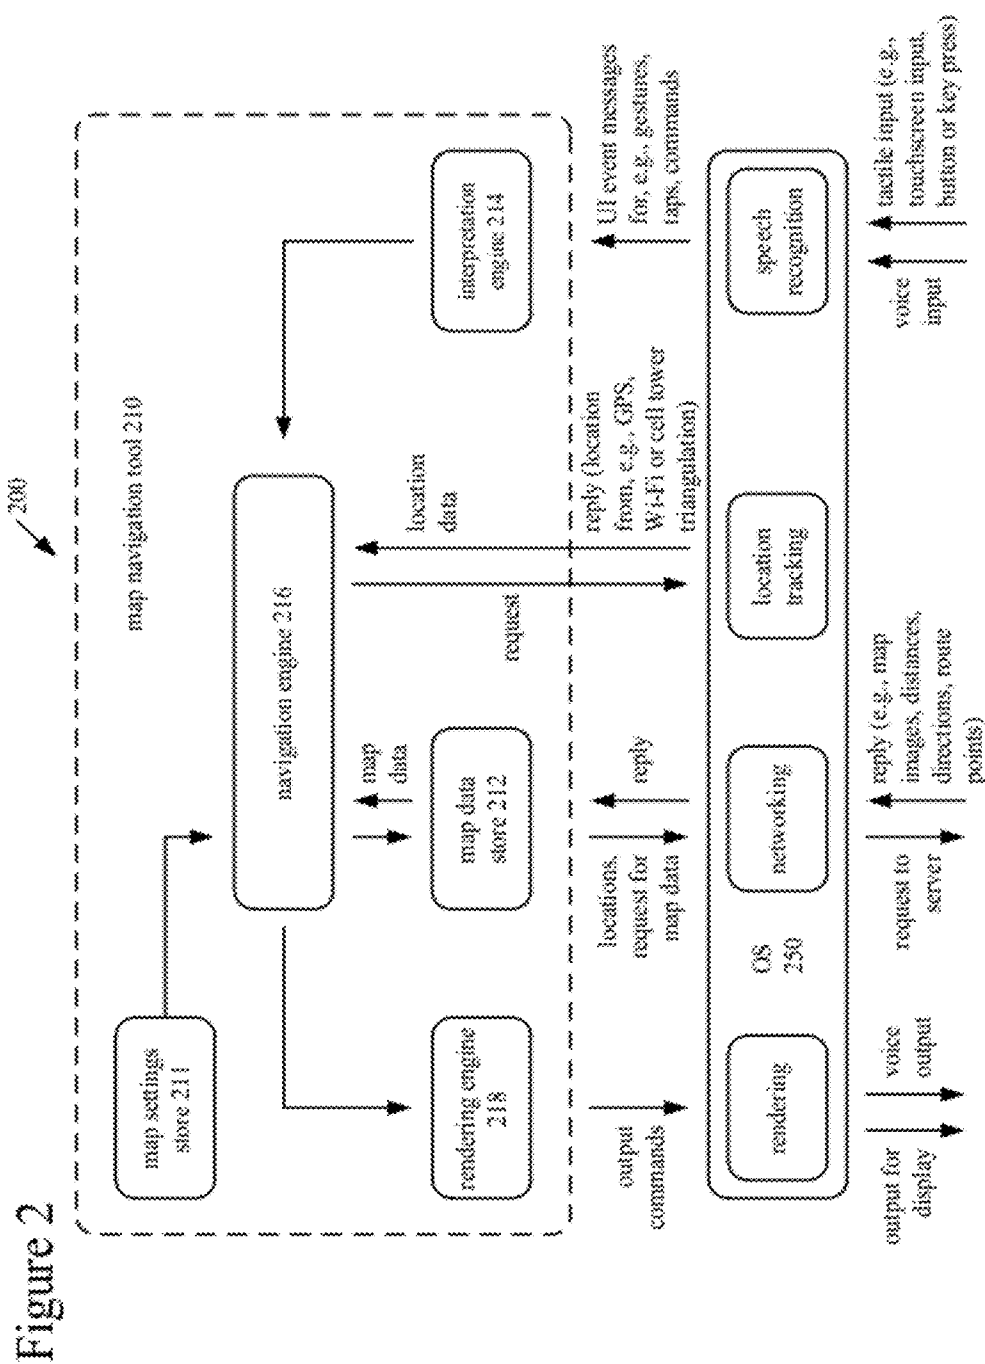 Figure 2
200
map navigation tool 210
map settings
store 211
navigation engine 216
map
data
location
data
request
rendering engine
218
map data
store 212
interpretation
engine 214
output
commands
locations,
request for
map data
reply
reply (location
from, e.g., GPS,
Wi-Fi or cell tower
triangulation)
UI event messages
for, e.g., gestures,
taps, commands
rendering
OS
250
networking
location
tracking
speech
recognition
output for
display
voice
output
request to
server
reply (e.g., map
images, distances,
directions, route
points)
voice
input
tactile input (e.g.,
touchscreen input,
button or key press)